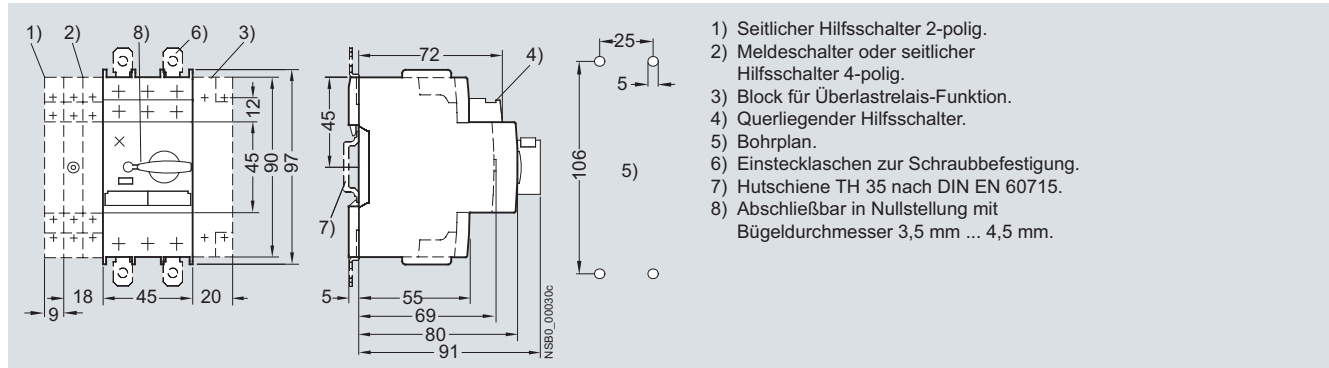 1)
2)
8)
6)
3)
12
45
90
97
18
45
20
9
72
4)
45
7)
5
55
69
80
91
NSB0_00030c
25
5
106
5)
1) Seitlicher Hilfsschalter 2-polig.
2) Meldeschalter oder seitlicher
Hilfsschalter 4-polig.
3) Block für Überlastrelais-Funktion.
4) Querliegender Hilfsschalter.
5) Bohrplan.
6) Einstecklaschen zur Schraubbefestigung.
7) Hutschiene TH 35 nach DIN EN 60715.
8) Abschließbar in Nullstellung mit
Bügeldurchmesser 3,5 mm ... 4,5 mm.